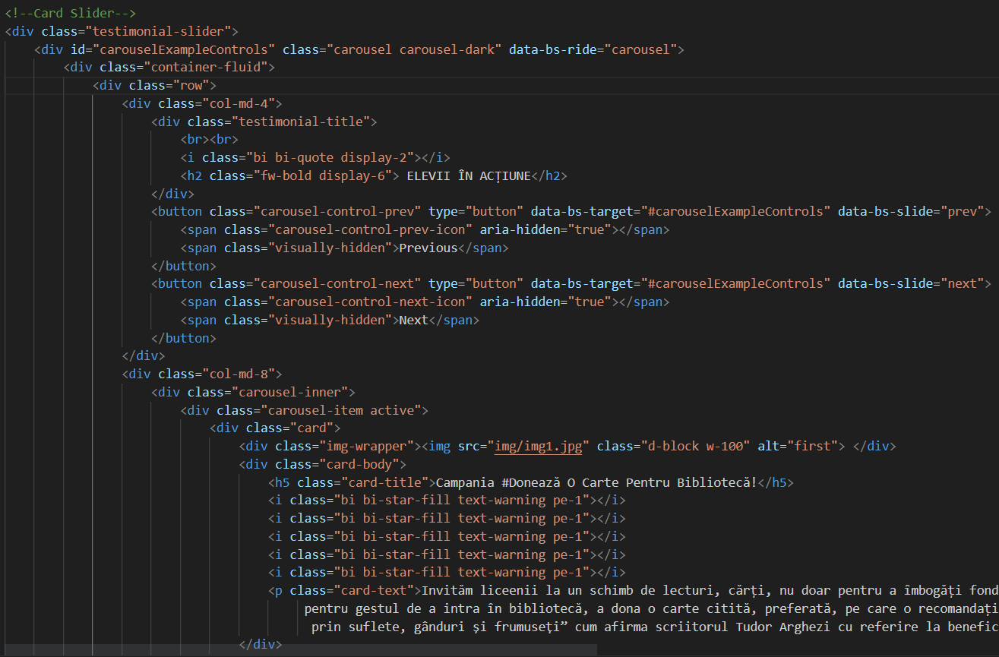 <!--Card Slider-->
<div class="testimonial-slider">
<div id="carouselExampleControls" class="carousel carousel-dark" data-bs-ride="carousel">
<div class="container-fluid">
<div class="row">
<div class="col-md-4">
<div class="testimonial-title">
<br><br>
<i class="bi bi-quote display-2"></i>
<h2 class="fw-bold display-6"> ELEVII ÎN ACȚIUNE</h2>
</div>
<button class="carousel-control-prev" type="button" data-bs-target="#carouselExampleControls" data-bs-slide="prev">
<span class="carousel-control-prev-icon" aria-hidden="true"></span>
<span class="visually-hidden">Previous</span>
</button>
<button class="carousel-control-next" type="button" data-bs-target="#carouselExampleControls" data-bs-slide="next">
<span class="carousel-control-next-icon" aria-hidden="true"></span>
<span class="visually-hidden">Next</span>
</button>
</div>
<div class="col-md-8">
<div class="carousel-inner">
<div class="carousel-item active">
<div class="card">
<div class="img-wrapper"><img src="img/img1.jpg" class="d-block w-100" alt="first"> </div>
<div class="card-body">
<h5 class="card-title">Campania #Donează O Carte Pentru Bibliotecă!</h5>
<i class="bi bi-star-fill text-warning pe-1"></i>
<i class="bi bi-star-fill text-warning pe-1"></i>
<i class="bi bi-star-fill text-warning pe-1"></i>
<i class="bi bi-star-fill text-warning pe-1"></i>
<i class="bi bi-star-fill text-warning pe-1"></i>
<p class="card-text">Invităm liceenii la un schimb de lecturi, cărți, nu doar pentru a îmbogăți fond
pentru gestul de a intra în bibliotecă, a dona o carte citită, preferată, pe care o recomandați
prin suflete, gânduri şi frumuseţi” cum afirma scriitorul Tudor Arghezi cu referire la benefic
</div>